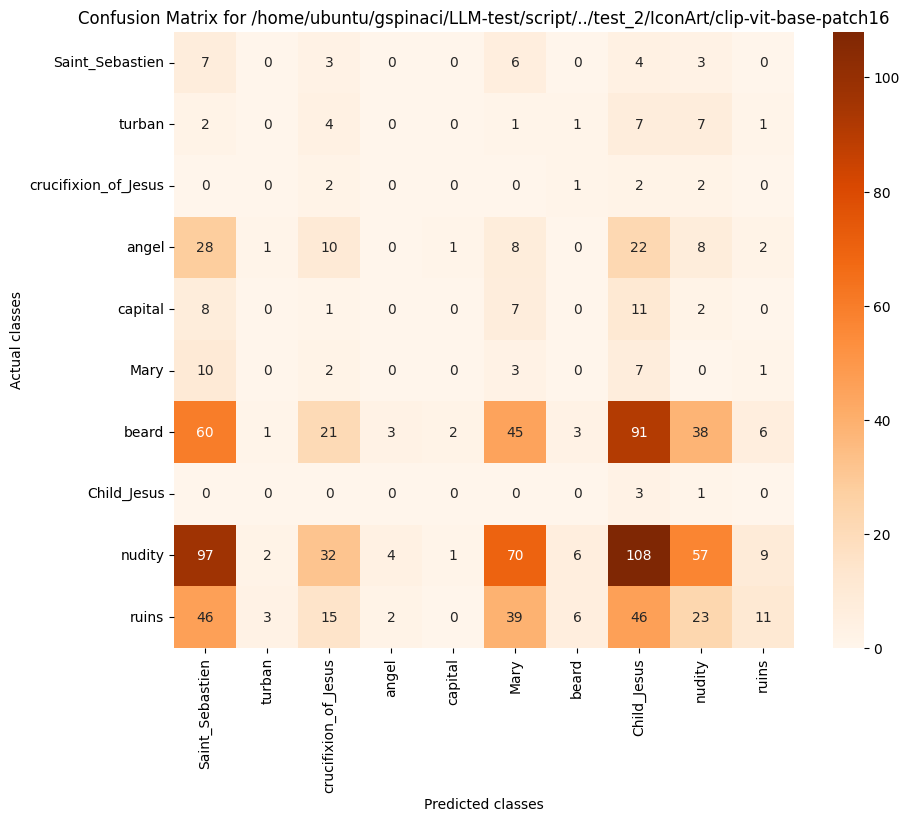 Confusion Matrix for /home/ubuntu/gspinaci/LLM-test/script/../test_2/IconArt/clip-vit-base-patch16
Saint_Sebastien 7 0 3 0 0 6 0 4 3 0
turban 2 0 4 0 0 1 1 7 7 1
crucifixion_of_Jesus 0 0 2 0 0 0 1 2 2 0
angel 28 1 10 0 1 8 0 22 8 2
capital 8 0 1 0 0 7 0 11 2 0
Mary 10 0 2 0 0 3 0 7 0 1
beard 60 1 21 3 2 45 3 91 38 6
Child_Jesus 0 0 0 0 0 0 0 3 1 0
nudity 97 2 32 4 1 70 6 108 57 9
ruins 46 3 15 2 0 39 6 46 23 11
Actual classes
Saint_Sebastien
turban
crucifixion_of_Jesus
angel
capital
Mary
beard
Child_Jesus
nudity
ruins
Predicted classes
100
80
60
40
20
0